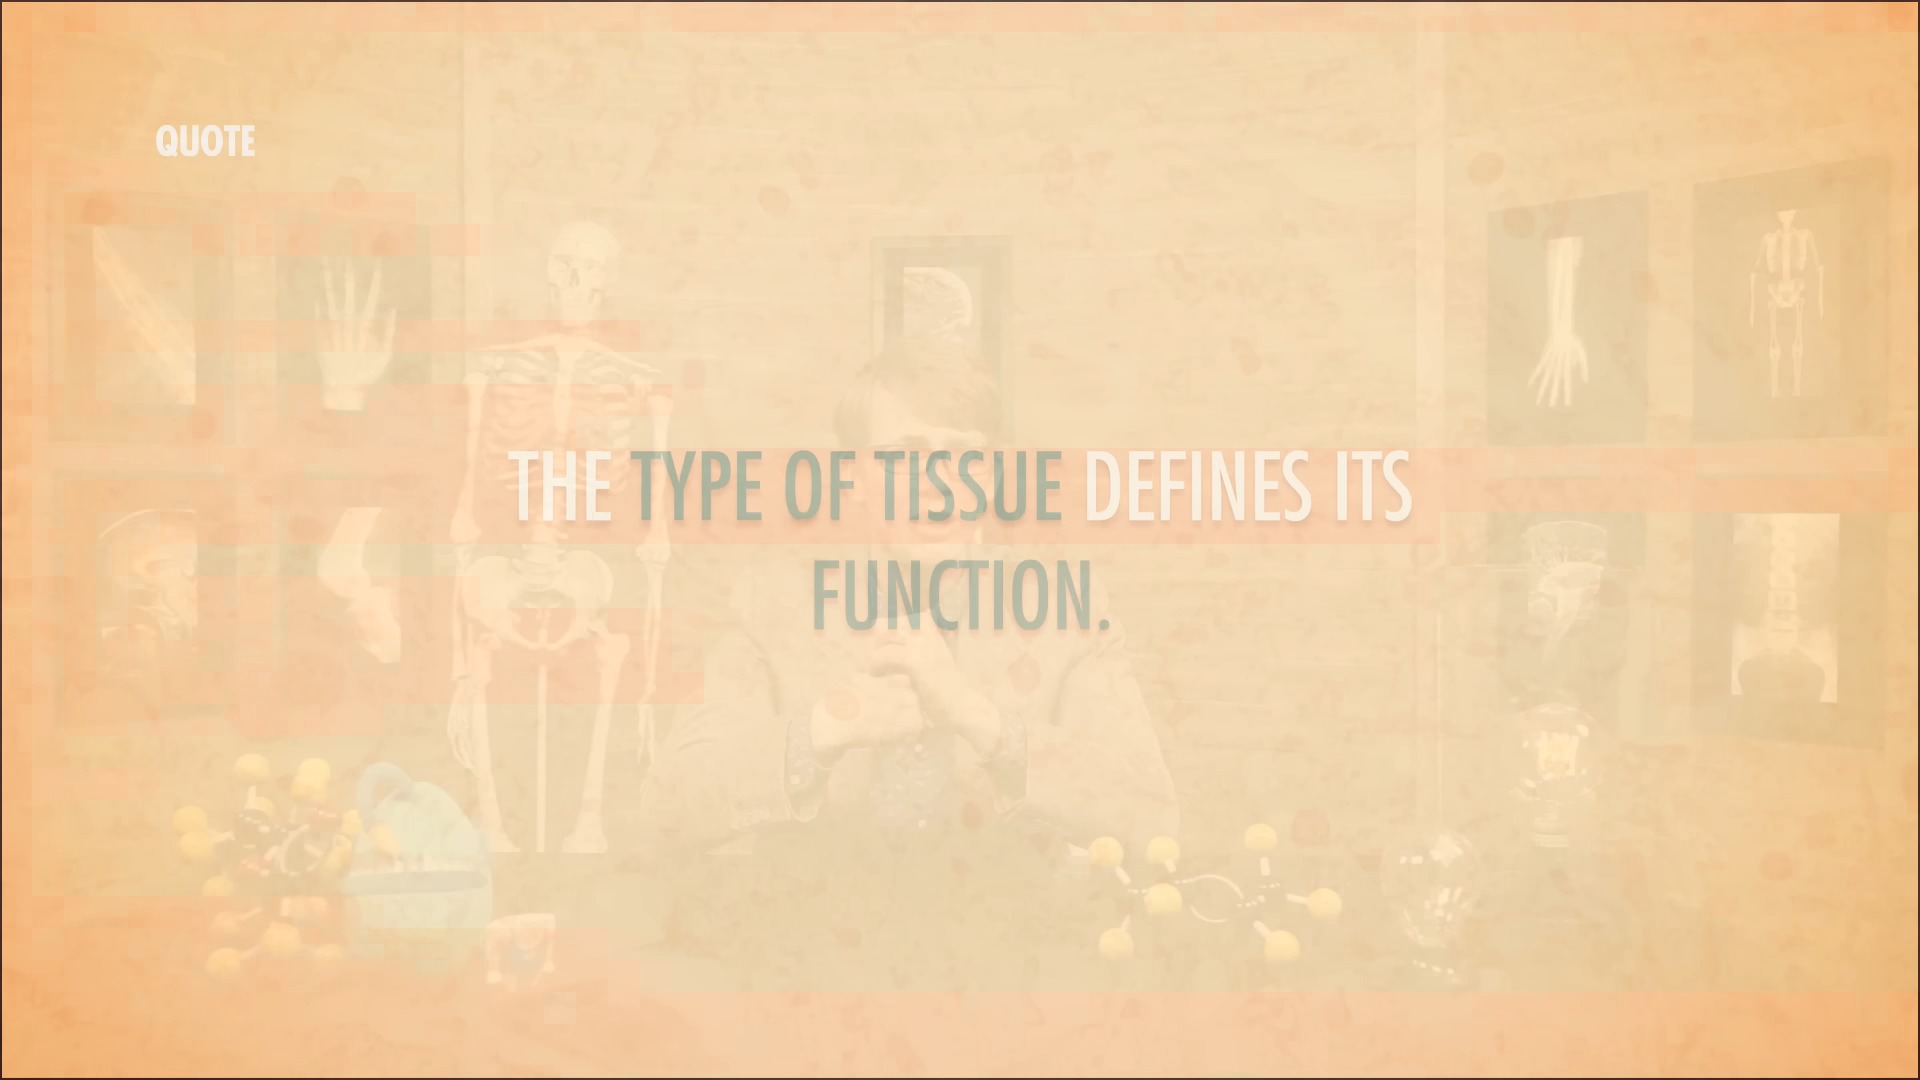 QUOTE
THE TYPE OF TISSUE DEFINES ITS
FUNCTION.